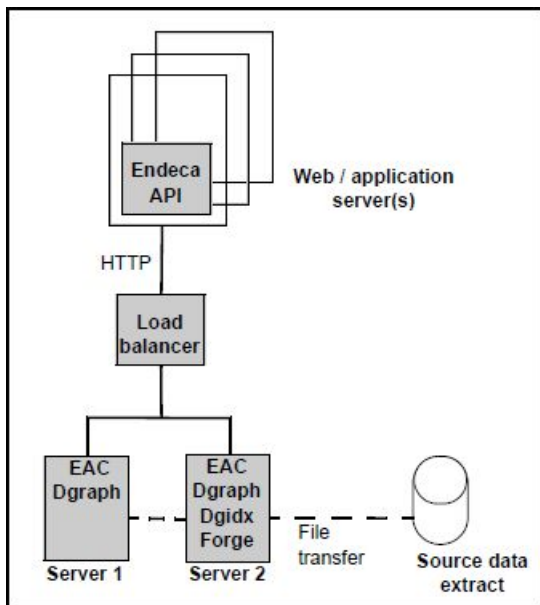 Endeca
API
Web / application
server(s)
HTTP
Load
balancer
EAC
Dgraph
EAC
Dgraph
Dgidx
Forge
File
transfer
Server 1
Server 2
Source data
extract